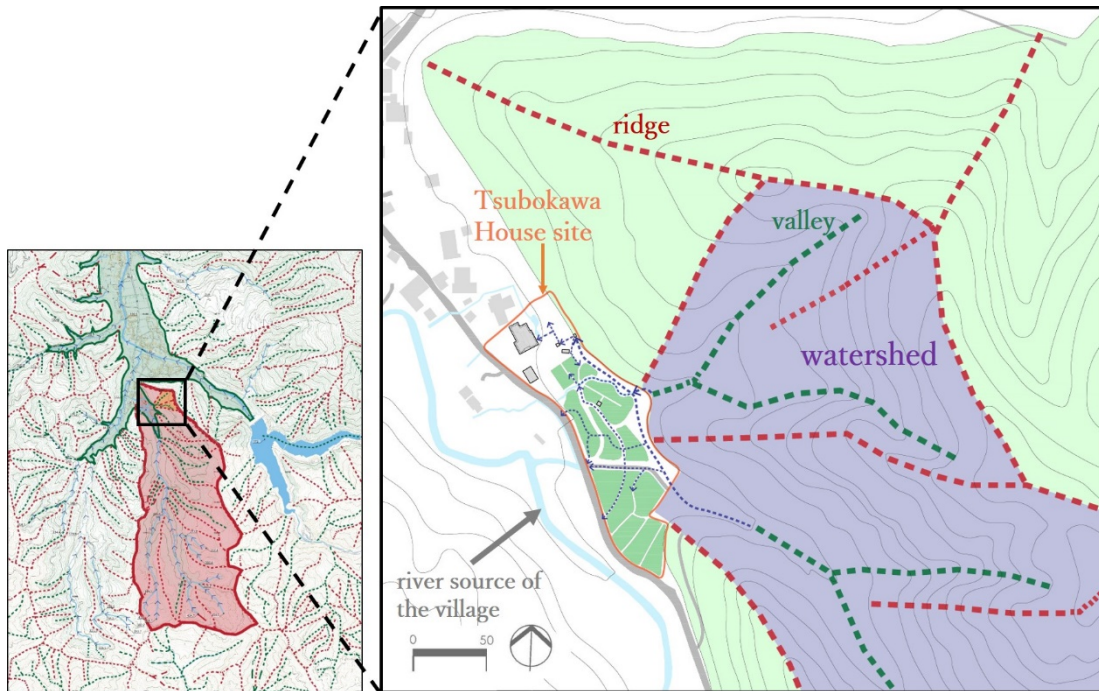 ridge
Tsubokawa
House site
valley
watershed
river source of
the village
0 50